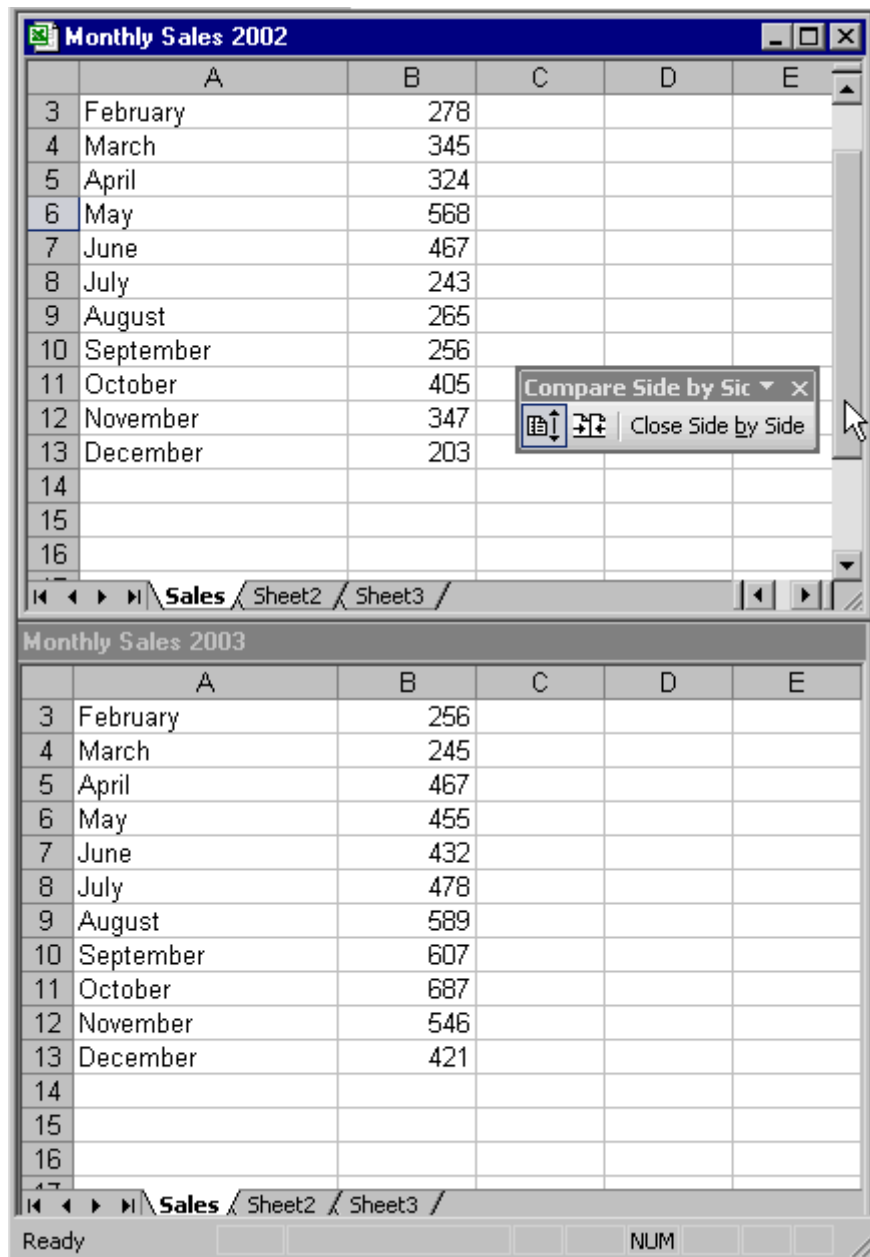 Monthly Sales 2002
A B C D E
3 February 278
4 March 345
5 April 324
6 May 568
7 June 467
8 July 243
9 August 265
10 September 256
11 October 405
12 November 347
13 December 203
14
15
16
Compare Side by Sic
Close Side by Side
Sales Sheet2 Sheet3
Monthly Sales 2003
A B C D E
3 February 256
4 March 245
5 April 467
6 May 455
7 June 432
8 July 478
9 August 589
10 September 607
11 October 687
12 November 546
13 December 421
14
15
16
Sales Sheet2 Sheet3
Ready NUM